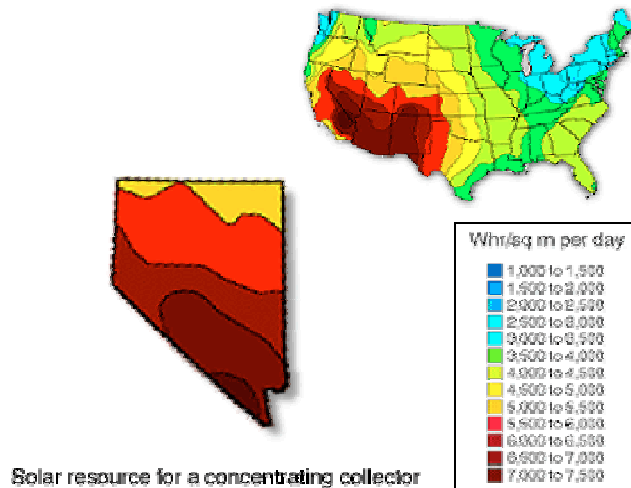 Whr/sq m per day
1,000 to 1,500
1,500 to 2,000
2,000 to 2,500
2,500 to 3,000
3,000 to 3,500
3,500 to 4,000
4,000 to 4,500
4,500 to 5,000
5,000 to 5,500
5,500 to 6,000
6,000 to 6,500
6,500 to 7,000
7,000 to 7,500
Solar resource for a concentrating collector